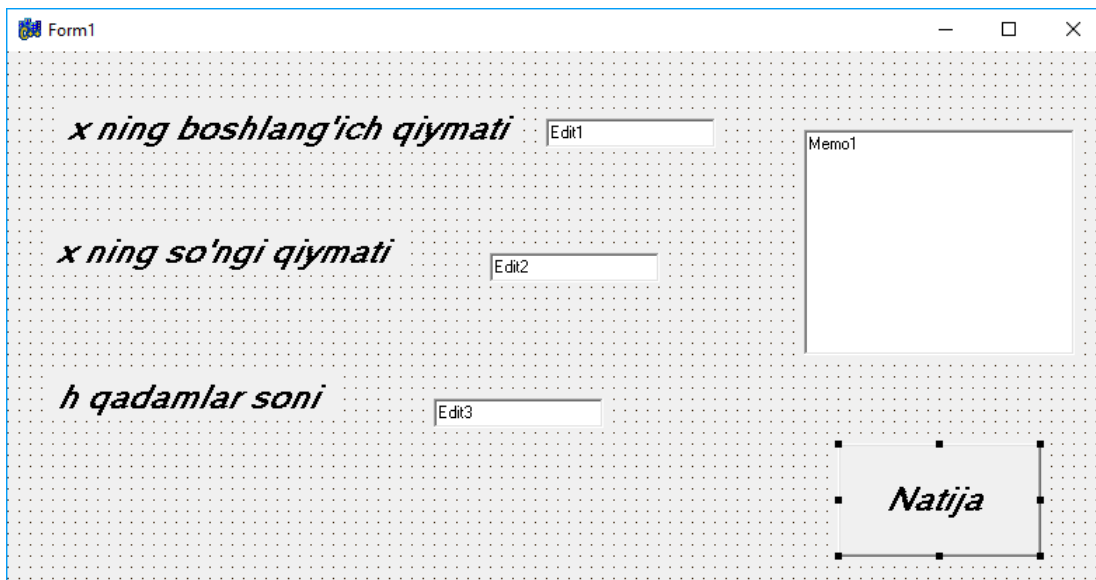 Form1
x ning boshlang'ich qiymati
Edit1
Memo1
x ning so'ngi qiymati
Edit2
h qadamlar soni
Edit3
Natija